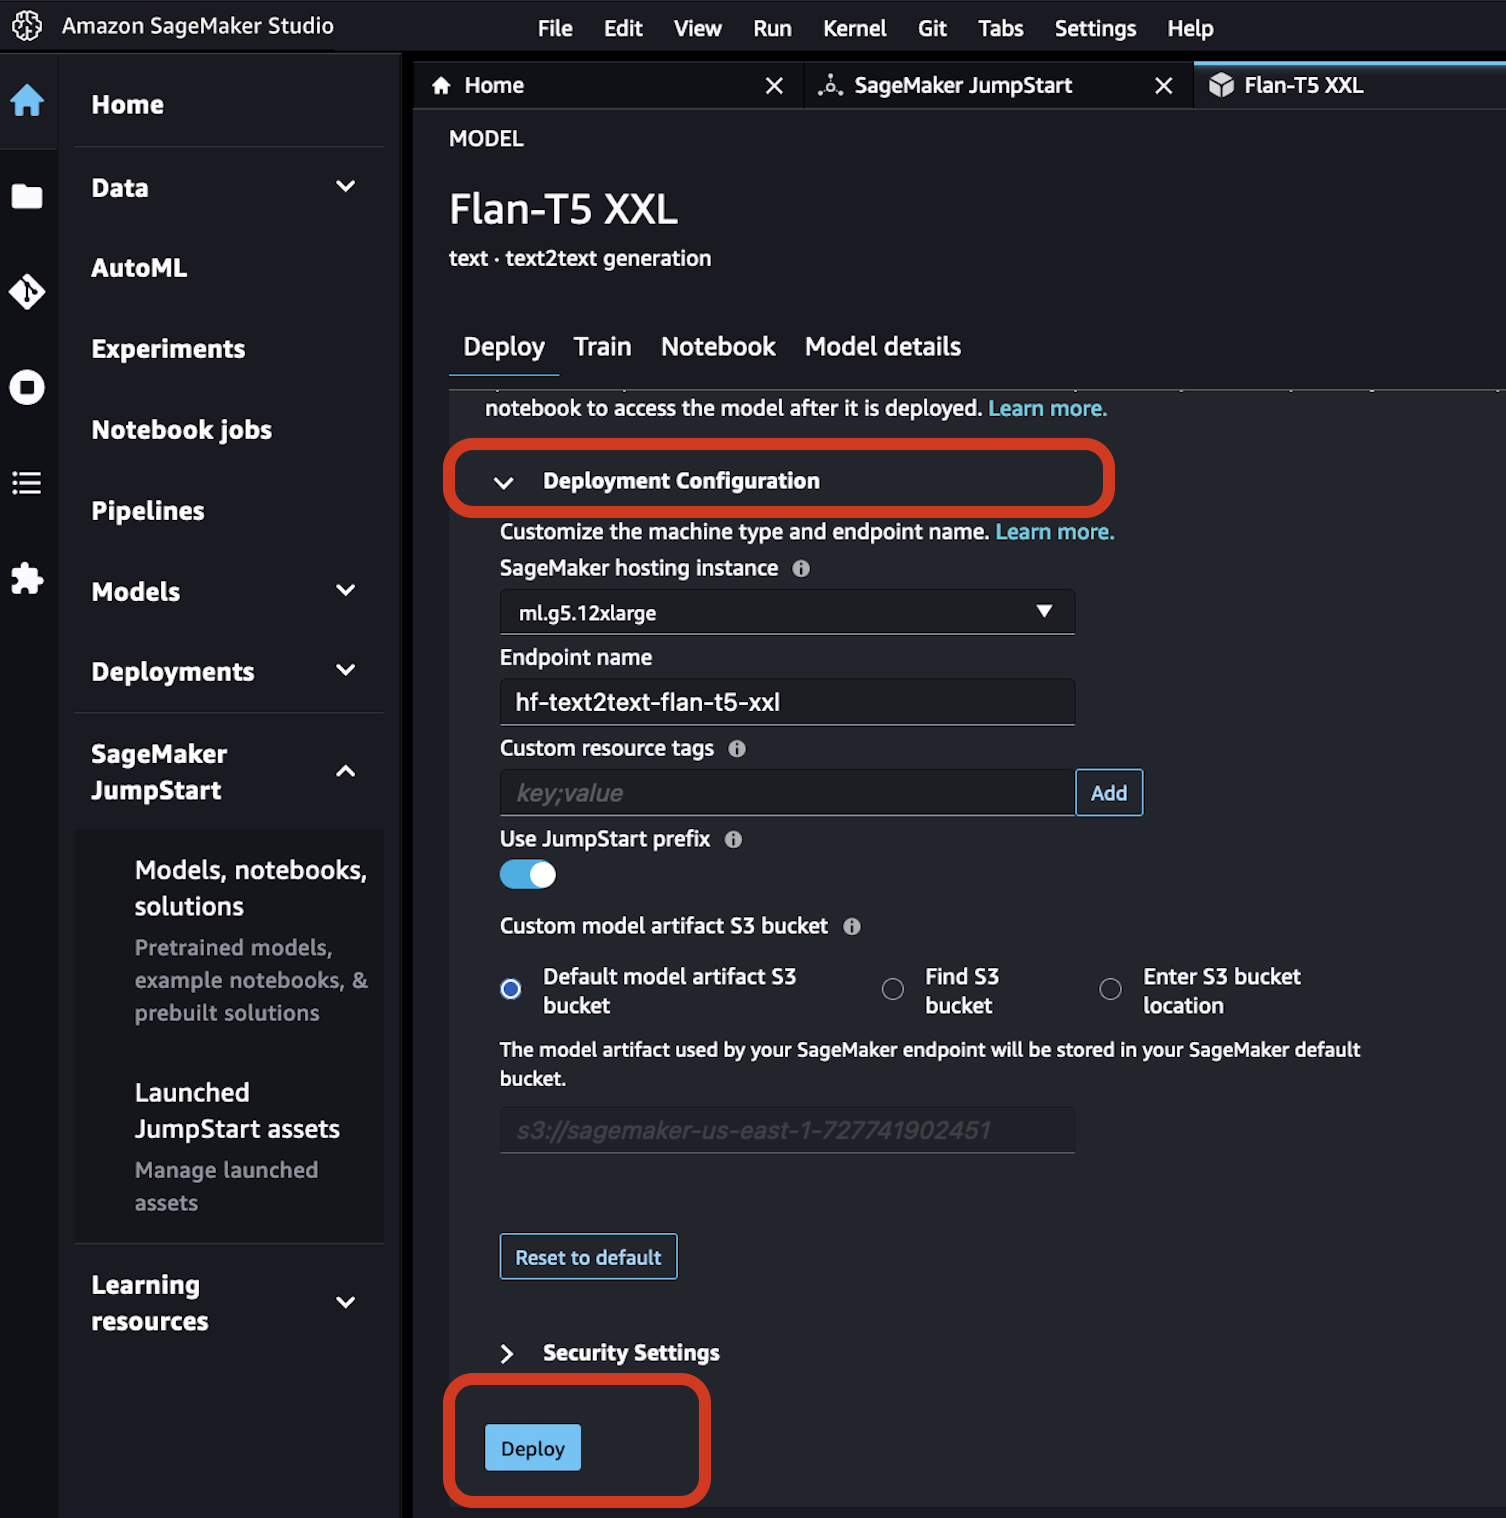 Amazon SageMaker Studio
File Edit View Run Kernel Git Tabs Settings Help
Home
Data
AutoML
Experiments
Notebook jobs
Pipelines
Models
Deployments
SageMaker
JumpStart
Models, notebooks,
solutions
Pretrained models,
example notebooks, &
prebuilt solutions
Launched
JumpStart assets
Manage launched
assets
Learning
resources
Home
SageMaker JumpStart
Flan-T5 XXL
MODEL
Flan-T5 XXL
text · text2text generation
Deploy Train Notebook Model details
notebook to access the model after it is deployed. Learn more.
Deployment Configuration
Customize the machine type and endpoint name. Learn more.
SageMaker hosting instance
ml.g5.12xlarge
Endpoint name
hf-text2text-flan-t5-xxl
Custom resource tags
key;value
Add
Use JumpStart prefix
Custom model artifact S3 bucket
Default model artifact S3
bucket
Find S3
bucket
Enter S3 bucket
location
The model artifact used by your SageMaker endpoint will be stored in your SageMaker default
bucket.
s3://sagemaker-us-east-1-727741902451
Reset to default
Security Settings
Deploy